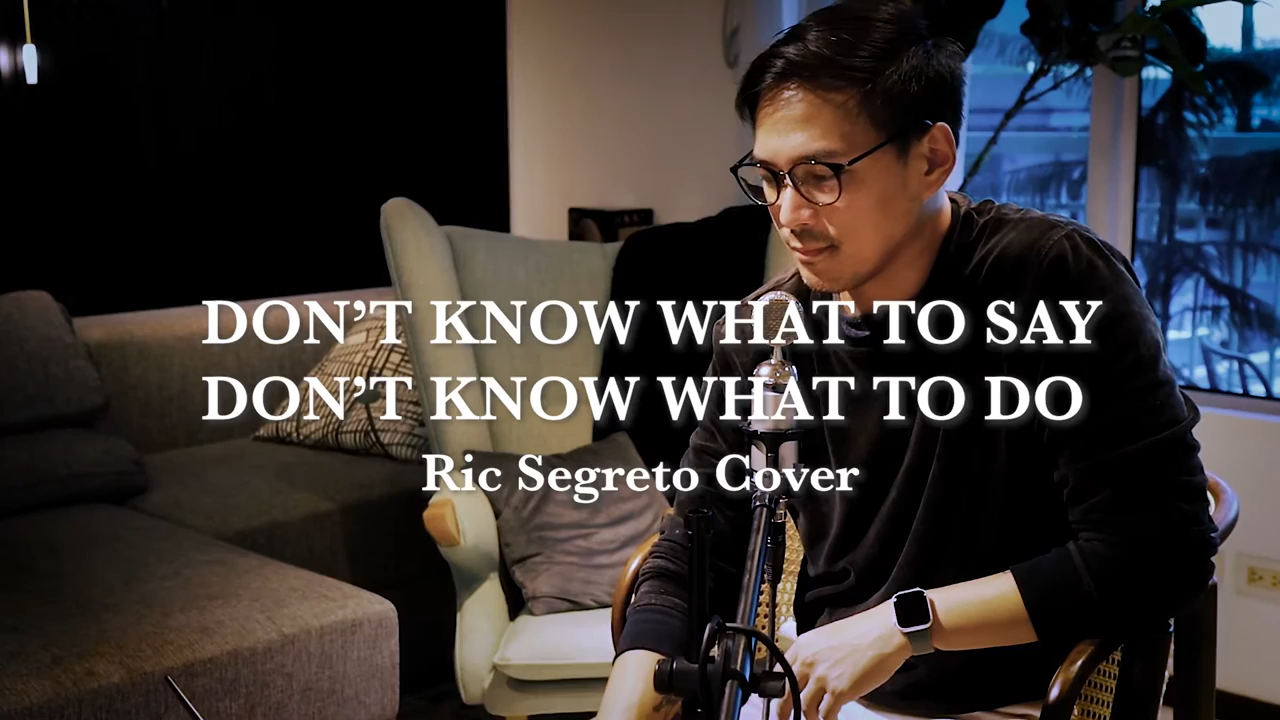 DON’T KNOW WHAT TO SAY
DON’T KNOW WHAT TO DO
Ric Segreto Cover